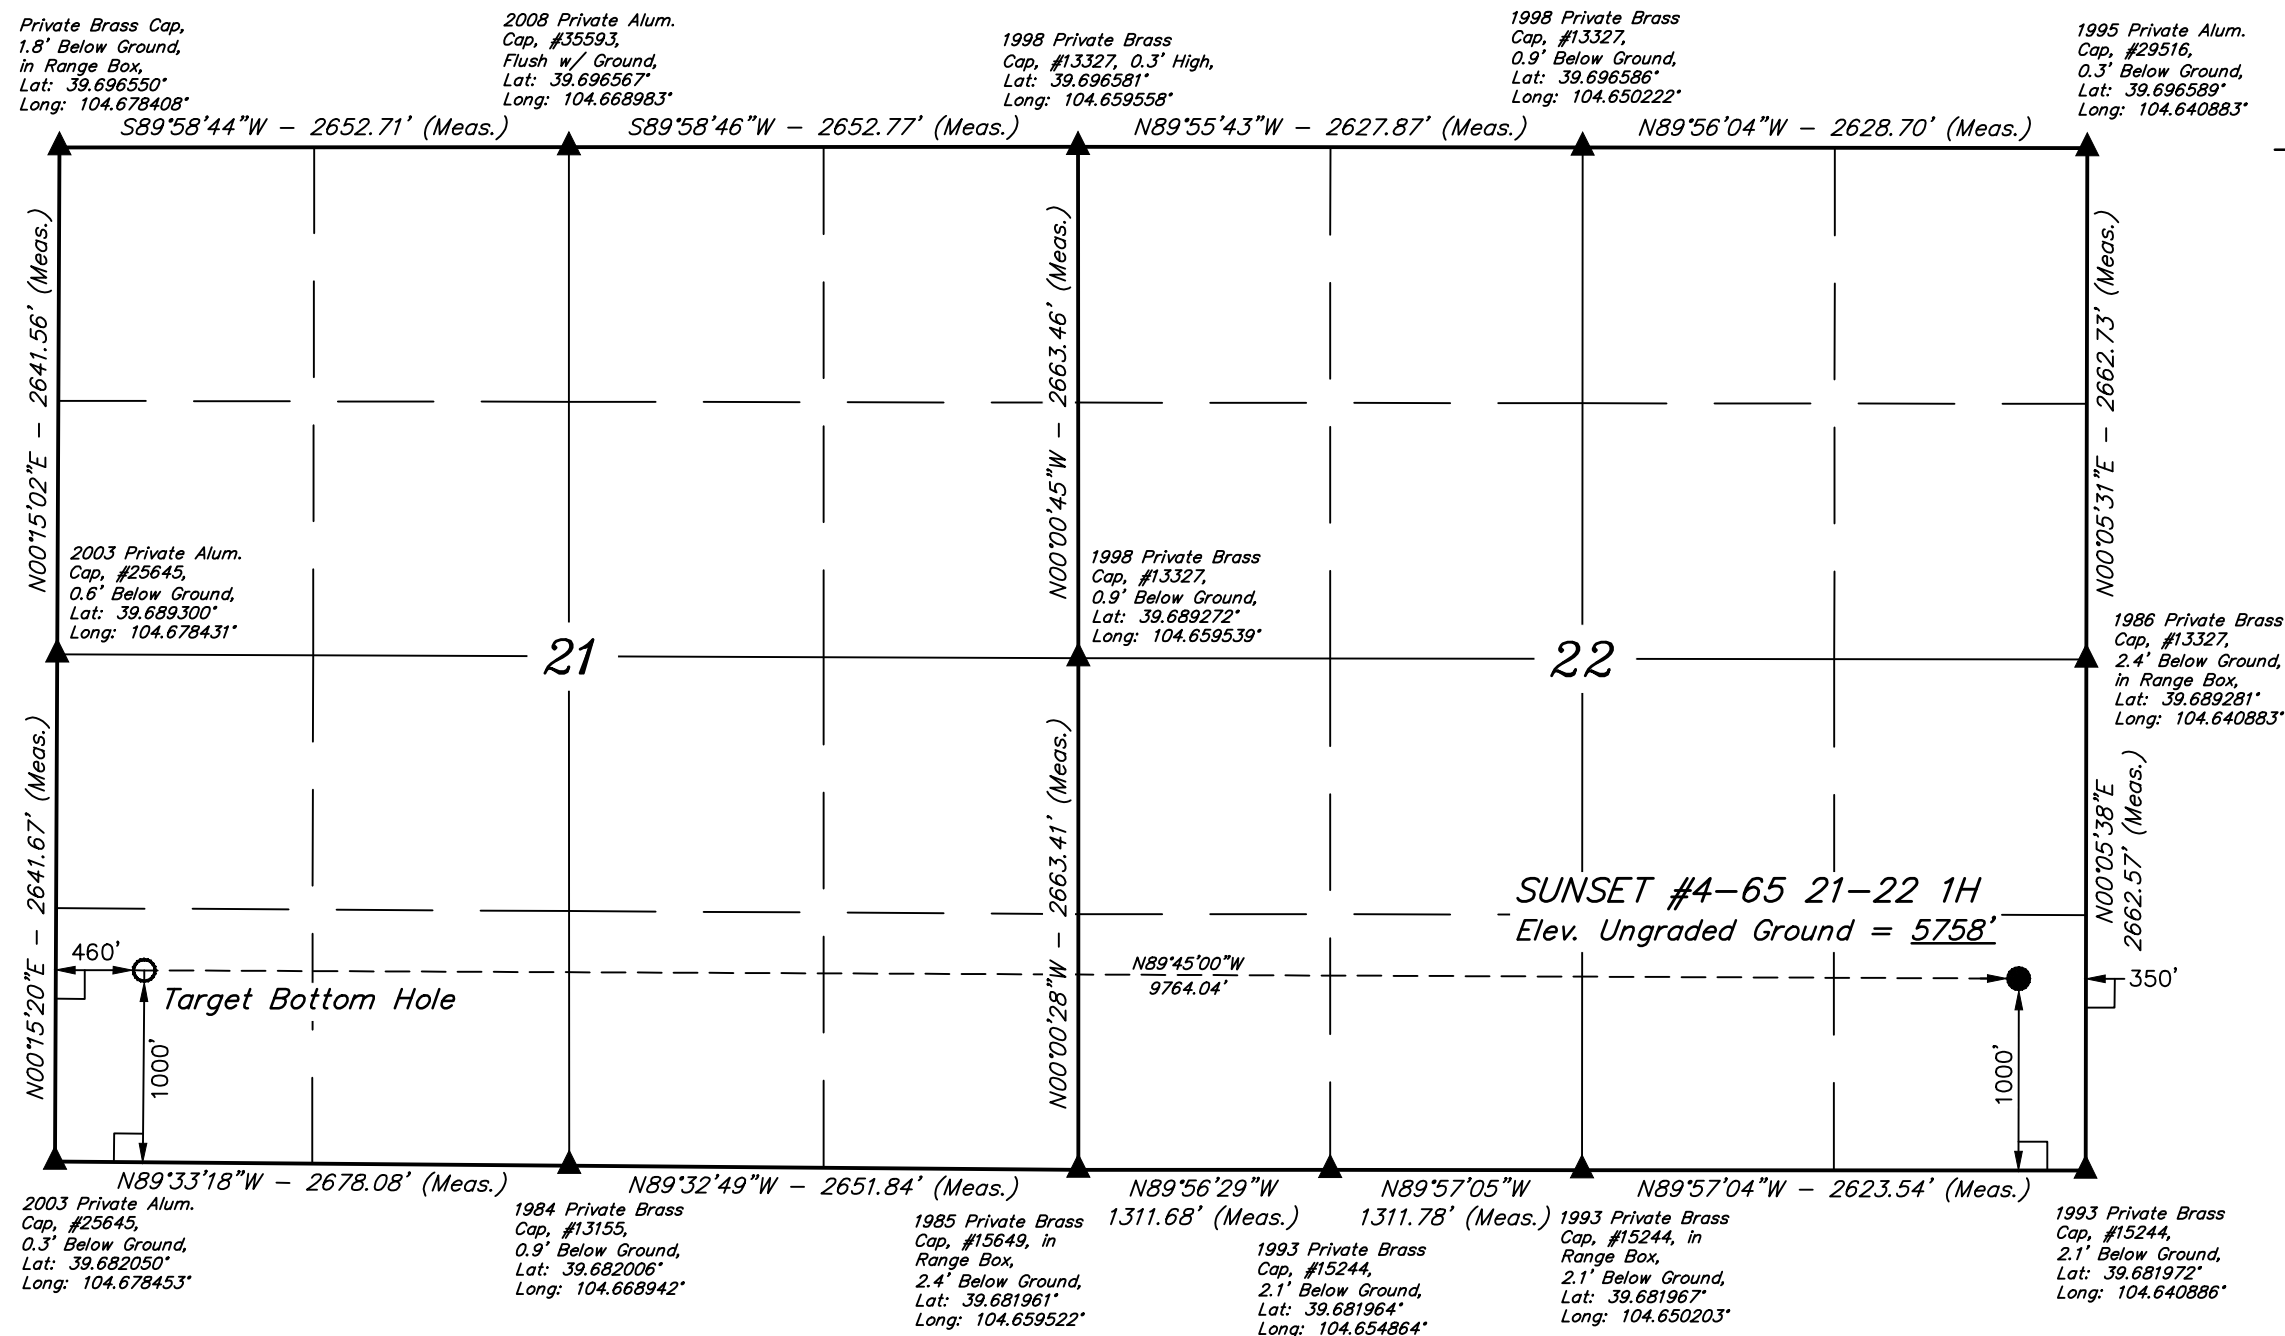 Private Brass Cap,
1.8' Below Ground,
in Range Box,
Lat: 39.696550°
Long: 104.678408°
2008 Private Alum.
Cap, #35593,
Flush w/ Ground,
Lat: 39.696567°
Long: 104.668983°
1998 Private Brass
Cap, #13327, 0.3' High,
Lat: 39.696581°
Long: 104.659558°
1998 Private Brass
Cap, #13327,
0.9' Below Ground,
Lat: 39.696586°
Long: 104.650222°
1995 Private Alum.
Cap, #29516,
0.3' Below Ground,
Lat: 39.696589°
Long: 104.640883°
S89°58'44"W - 2652.71' (Meas.)
S89°58'46"W - 2652.77' (Meas.)
N89°55'43"W - 2627.87' (Meas.)
N89°56'04"W - 2628.70' (Meas.)
N00°15'02"E - 2641.56' (Meas.)
N00°00'45"W - 2663.46' (Meas.)
N00°05'31"E - 2662.73' (Meas.)
2003 Private Alum.
Cap, #25645,
0.6' Below Ground,
Lat: 39.689300°
Long: 104.678431°
1998 Private Brass
Cap, #13327,
0.9' Below Ground,
Lat: 39.689272°
Long: 104.659539°
1986 Private Brass
Cap, #13327,
2.4' Below Ground,
in Range Box,
Lat: 39.689281°
Long: 104.640883°
21
22
N00°15'20"E - 2641.67' (Meas.)
N00°00'28"W - 2663.41' (Meas.)
N00°05'38"E
2662.57' (Meas.)
SUNSET #4-65 21-22 1H
Elev. Ungraded Ground = 5758'
460'
Target Bottom Hole
1000'
N89°45'00"W
9764.04'
350'
1000'
N89°33'18"W - 2678.08' (Meas.)
N89°32'49"W - 2651.84' (Meas.)
N89°56'29"W
1311.68' (Meas.)
N89°57'05"W
1311.78' (Meas.)
N89°57'04"W - 2623.54' (Meas.)
2003 Private Alum.
Cap, #25645,
0.3' Below Ground,
Lat: 39.682050°
Long: 104.678453°
1984 Private Brass
Cap, #13155,
0.9' Below Ground,
Lat: 39.682006°
Long: 104.668942°
1985 Private Brass
Cap, #15649, in
Range Box,
2.4' Below Ground,
Lat: 39.681961°
Long: 104.659522°
1993 Private Brass
Cap, #15244,
2.1' Below Ground,
Lat: 39.681964°
Long: 104.654864°
1993 Private Brass
Cap, #15244, in
Range Box,
2.1' Below Ground,
Lat: 39.681967°
Long: 104.650203°
1993 Private Brass
Cap, #15244,
2.1' Below Ground,
Lat: 39.681972°
Long: 104.640886°